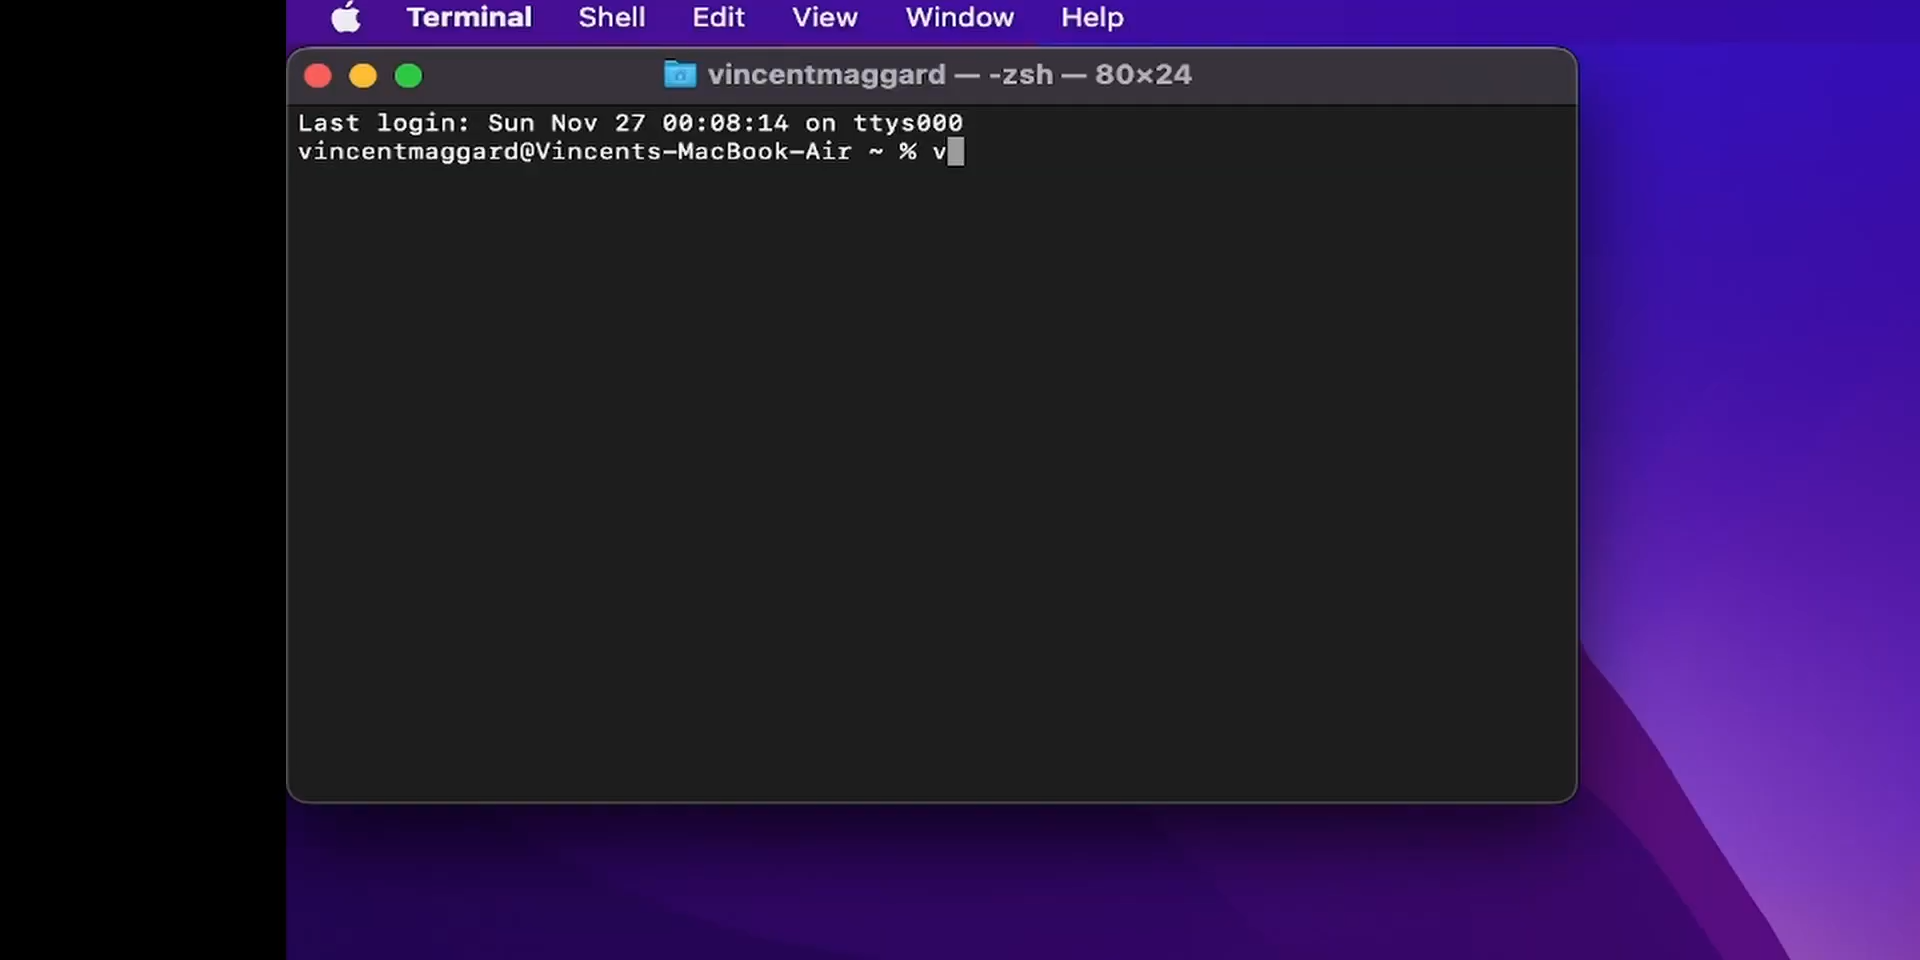 Terminal Shell Edit View Window Help
vincentmaggard — -zsh — 80×24
Last login: Sun Nov 27 00:08:14 on ttys000
vincentmaggard@Vincents-MacBook-Air ~ % v